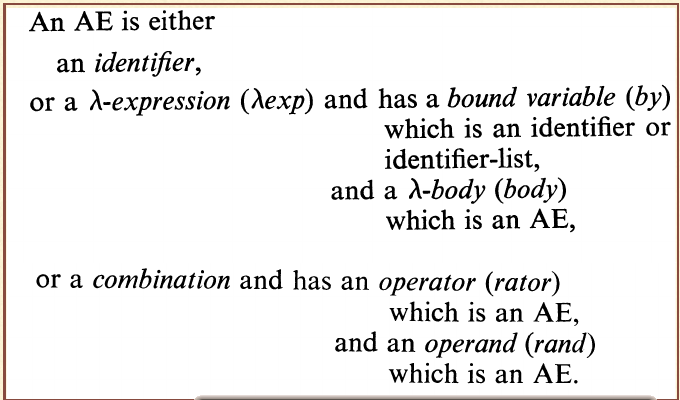 An AE is either
an identifier,
or a λ-expression (λexp) and has a bound variable (by)
which is an identifier or
identifier-list,
and a λ-body (body)
which is an AE,
or a combination and has an operator (rator)
which is an AE,
and an operand (rand)
which is an AE.